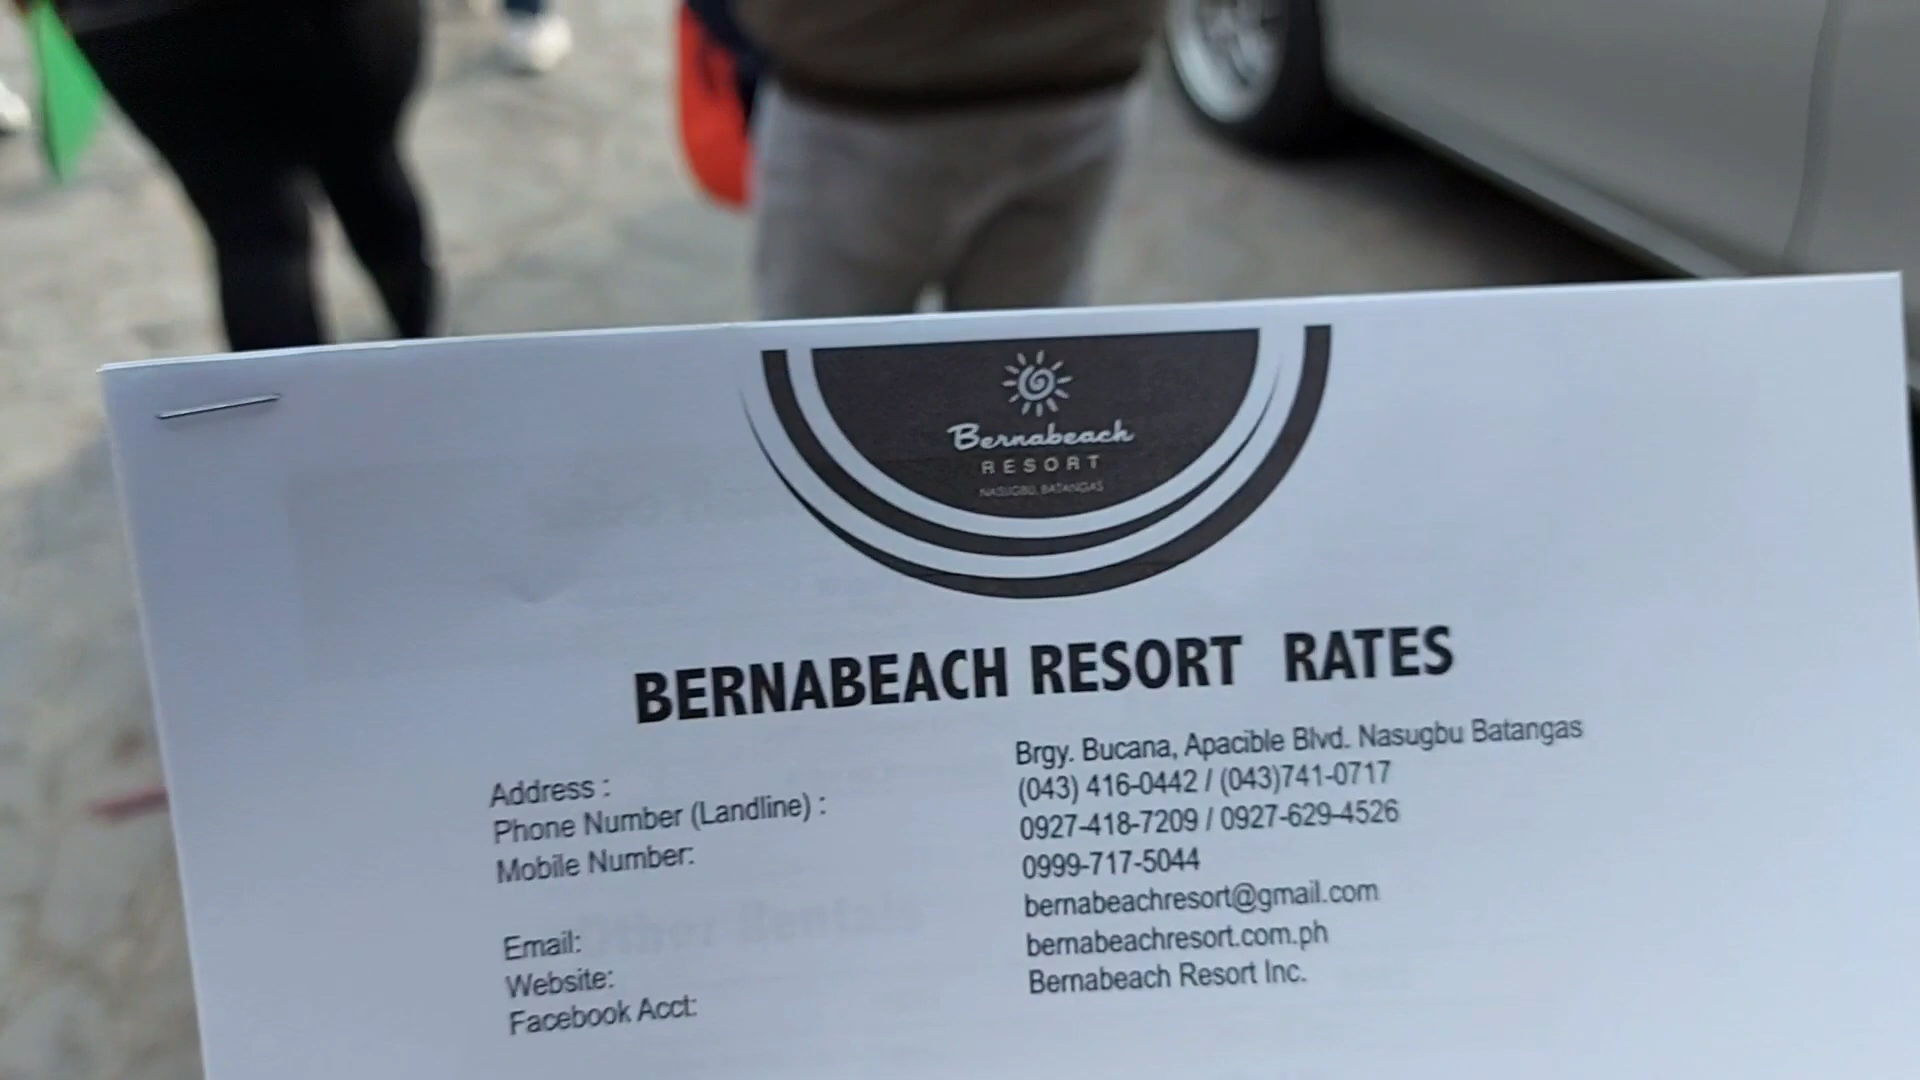 Bernabeach
RESORT
NASUGBU, BATANGAS
BERNABEACH RESORT RATES
Address : Brgy. Bucana, Apacible Blvd. Nasugbu Batangas
Phone Number (Landline) : (043) 416-0442 / (043)741-0717
Mobile Number: 0927-418-7209 / 0927-629-4526
0999-717-5044
Email: bernabeachresort@gmail.com
Website: bernabeachresort.com.ph
Facebook Acct: Bernabeach Resort Inc.
Other Rentals